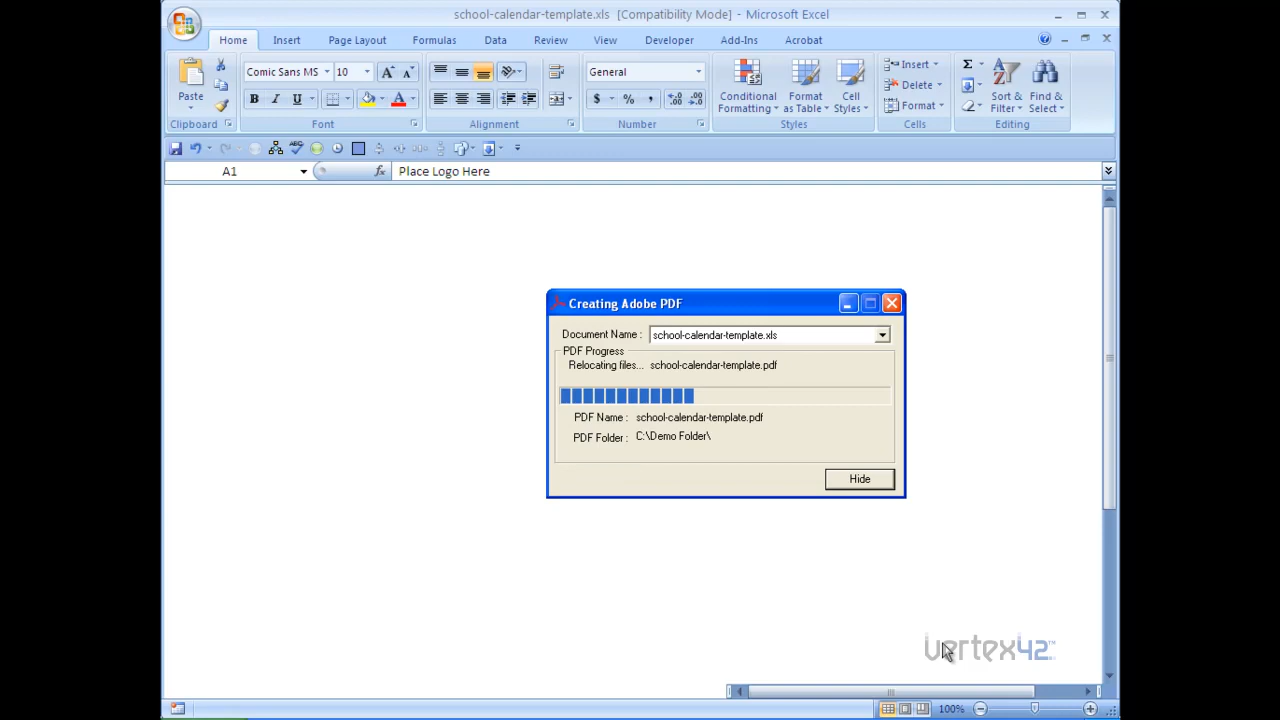 school-calendar-template.xls [Compatibility Mode] - Microsoft Excel
Home Insert Page Layout Formulas Data Review View Developer Add-Ins Acrobat
Paste
Comic Sans MS 10 A A
B I U A
General
$ % , .00 .0
Conditional Formatting
Format as Table
Cell Styles
Insert
Delete
Format
Σ
Sort & Filter
Find & Select
Clipboard Font Alignment Number Styles Cells Editing
A1 fx Place Logo Here
Creating Adobe PDF
Document Name : school-calendar-template.xls
PDF Progress
Relocating files... school-calendar-template.pdf
PDF Name : school-calendar-template.pdf
PDF Folder : C:\Demo Folder\
Hide
vertex42™
100%